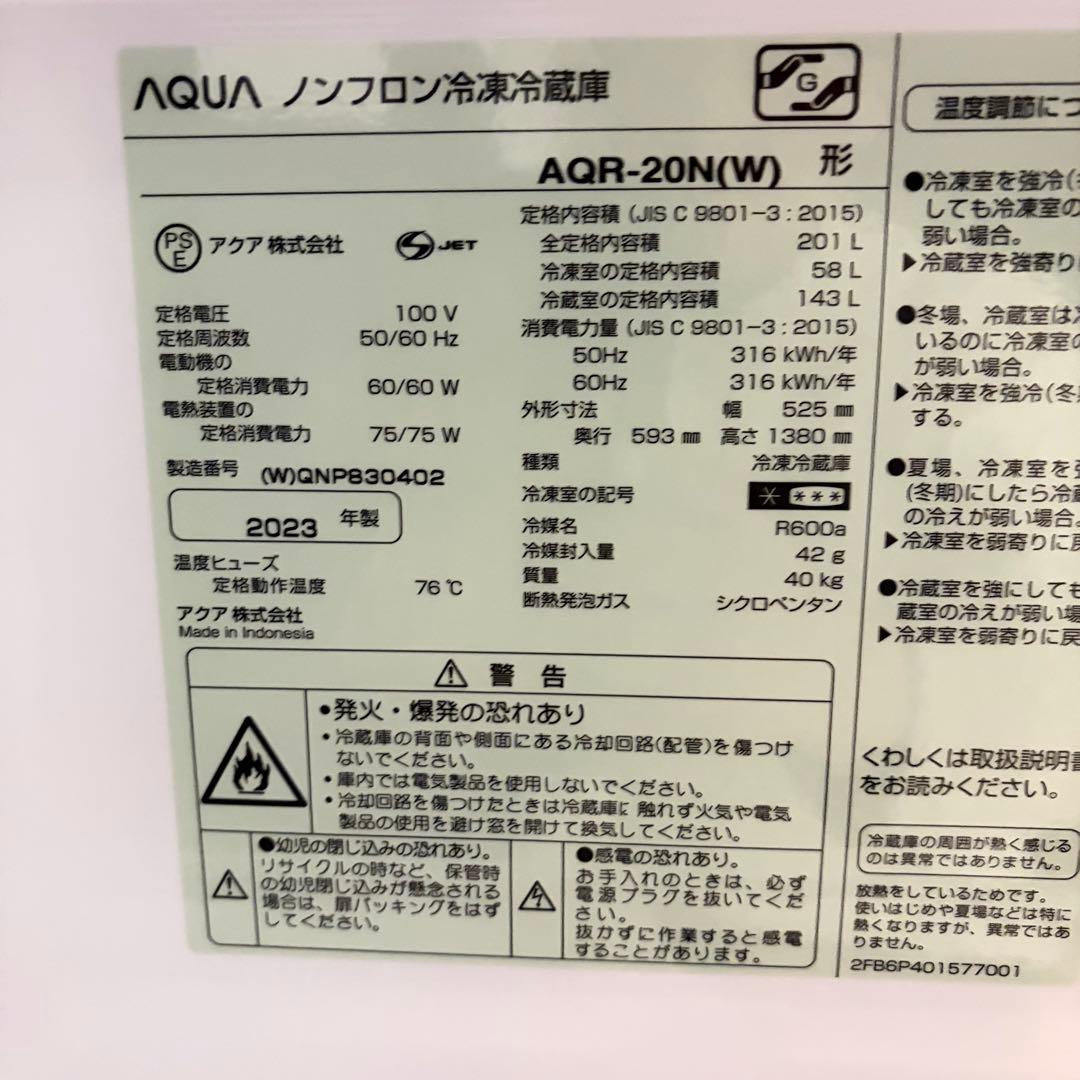 AQUA ノンフロン冷凍冷蔵庫
G
AQR-20N(W) 形
PS
E
アクア 株式会社
JET
定格電圧 100 V
定格周波数 50/60 Hz
電動機の
定格消費電力 60/60 W
電熱装置の
定格消費電力 75/75 W
製造番号 (W)QNP830402
2023 年製
温度ヒューズ
定格動作温度 76 ℃
アクア 株式会社
Made in Indonesia
定格内容積 (JIS C 9801-3 : 2015)
全定格内容積 201 L
冷凍室の定格内容積 58 L
冷蔵室の定格内容積 143 L
消費電力量 (JIS C 9801-3 : 2015)
50Hz 316 kWh/年
60Hz 316 kWh/年
外形寸法 幅 525 ㎜
奥行 593 ㎜ 高さ 1380 ㎜
種類 冷凍冷蔵庫
冷凍室の記号 * ***
冷媒名 R600a
冷媒封入量 42 g
質量 40 kg
断熱発泡ガス シクロペンタン
警 告
•発火・爆発の恐れあり
•冷蔵庫の背面や側面にある冷却回路(配管)を傷つけ
ないでください。
•庫内では電気製品を使用しないでください。
•冷却回路を傷つけたときは冷蔵庫に触れず火気や電気
製品の使用を避け窓を開けて換気してください。
●幼児の閉じ込みの恐れあり。
リサイクルの時など、保管時
の幼児閉じ込みが懸念される
場合は、扉パッキングをはず
してください。
●感電の恐れあり。
お手入れのときは、必ず
電源プラグを抜いてくだ
さい。
抜かずに作業すると感電
することがあります。
温度調節につ
●冷凍室を強冷(
しても冷凍室の
弱い場合。
▶冷蔵室を強寄りに
●冬場、冷蔵室は
いるのに冷凍室の
が弱い場合。
▶冷凍室を強冷(冬
する。
●夏場、冷凍室を強
(冬期)にしたら冷蔵
の冷えが弱い場合。
▶冷凍室を弱寄りに戻
●冷蔵室を強にしても
蔵室の冷えが弱い場
▶冷凍室を弱寄りに戻
くわしくは取扱説明書
をお読みください。
冷蔵庫の周囲が熱く感じる
のは異常ではありません。
放熱をしているためです。
使いはじめや夏場などは特に
熱くなりますが、異常ではあ
りません。
2FB6P401577001